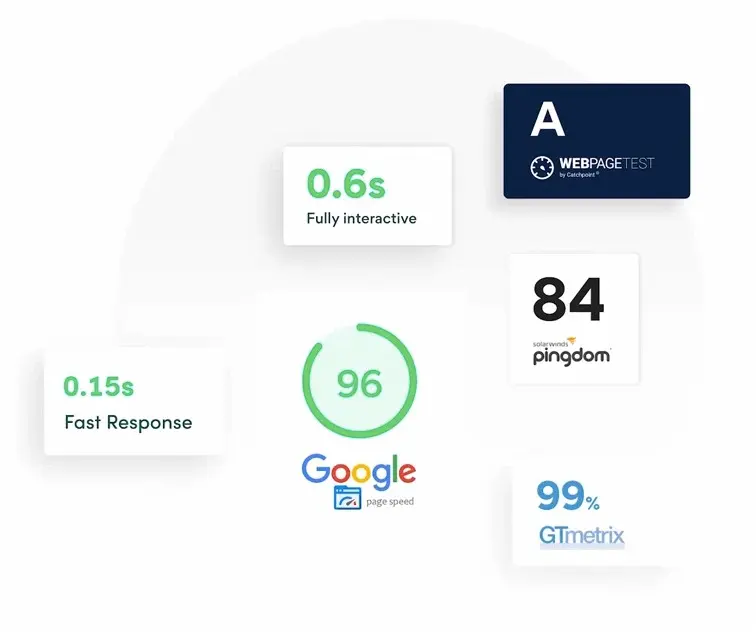 A
WEBPAGETEST
by Catchpoint
0.6s
Fully interactive
84
solarwinds
pingdom
96
Google
page speed
0.15s
Fast Response
99%
GTmetrix